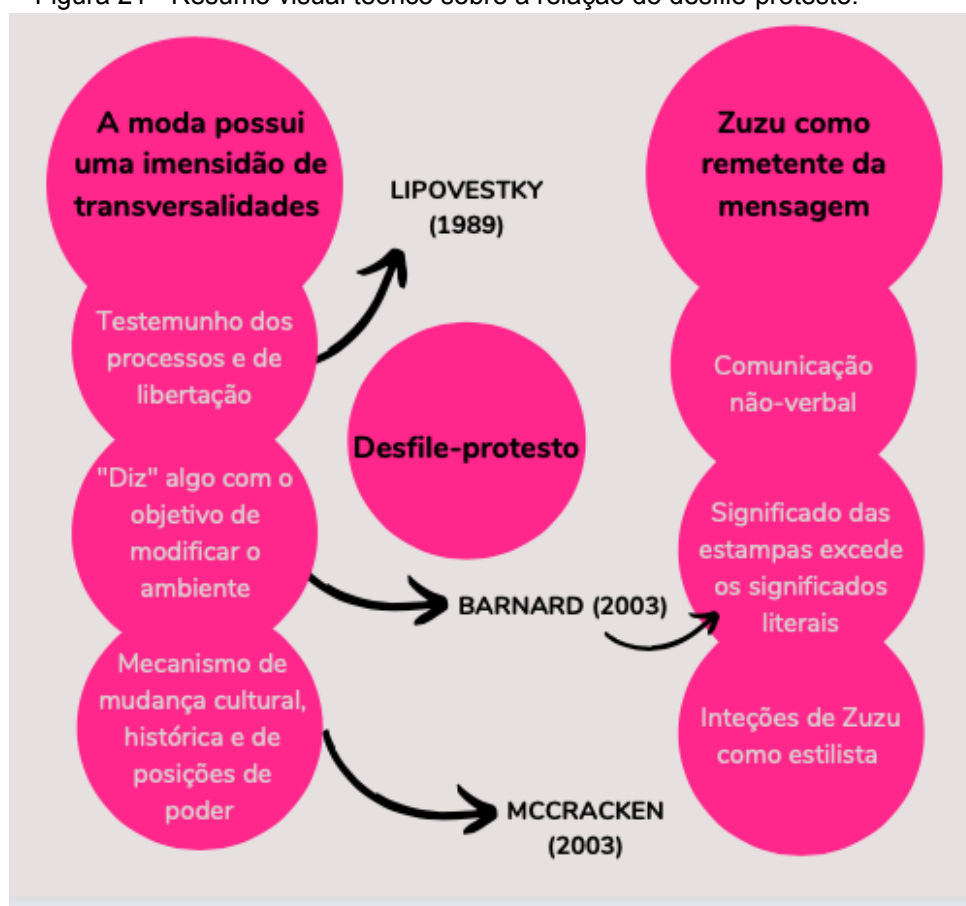 Figura 21 - Resumo visual teórico sobre a relação do desfile-protesto.
A moda possui
uma imensidão de
transversalidades
Testemunho dos
processos e de
libertação
"Diz" algo com o
objetivo de
modificar o
ambiente
Mecanismo de
mudança cultural,
histórica e de
posições de
poder
LIPOVESTKY
(1989)
Desfile-protesto
BARNARD (2003)
MCCRACKEN
(2003)
Zuzu como
remetente da
mensagem
Comunicação
não-verbal
Significado das
estampas excede
os significados
literais
Inteções de Zuzu
como estilista